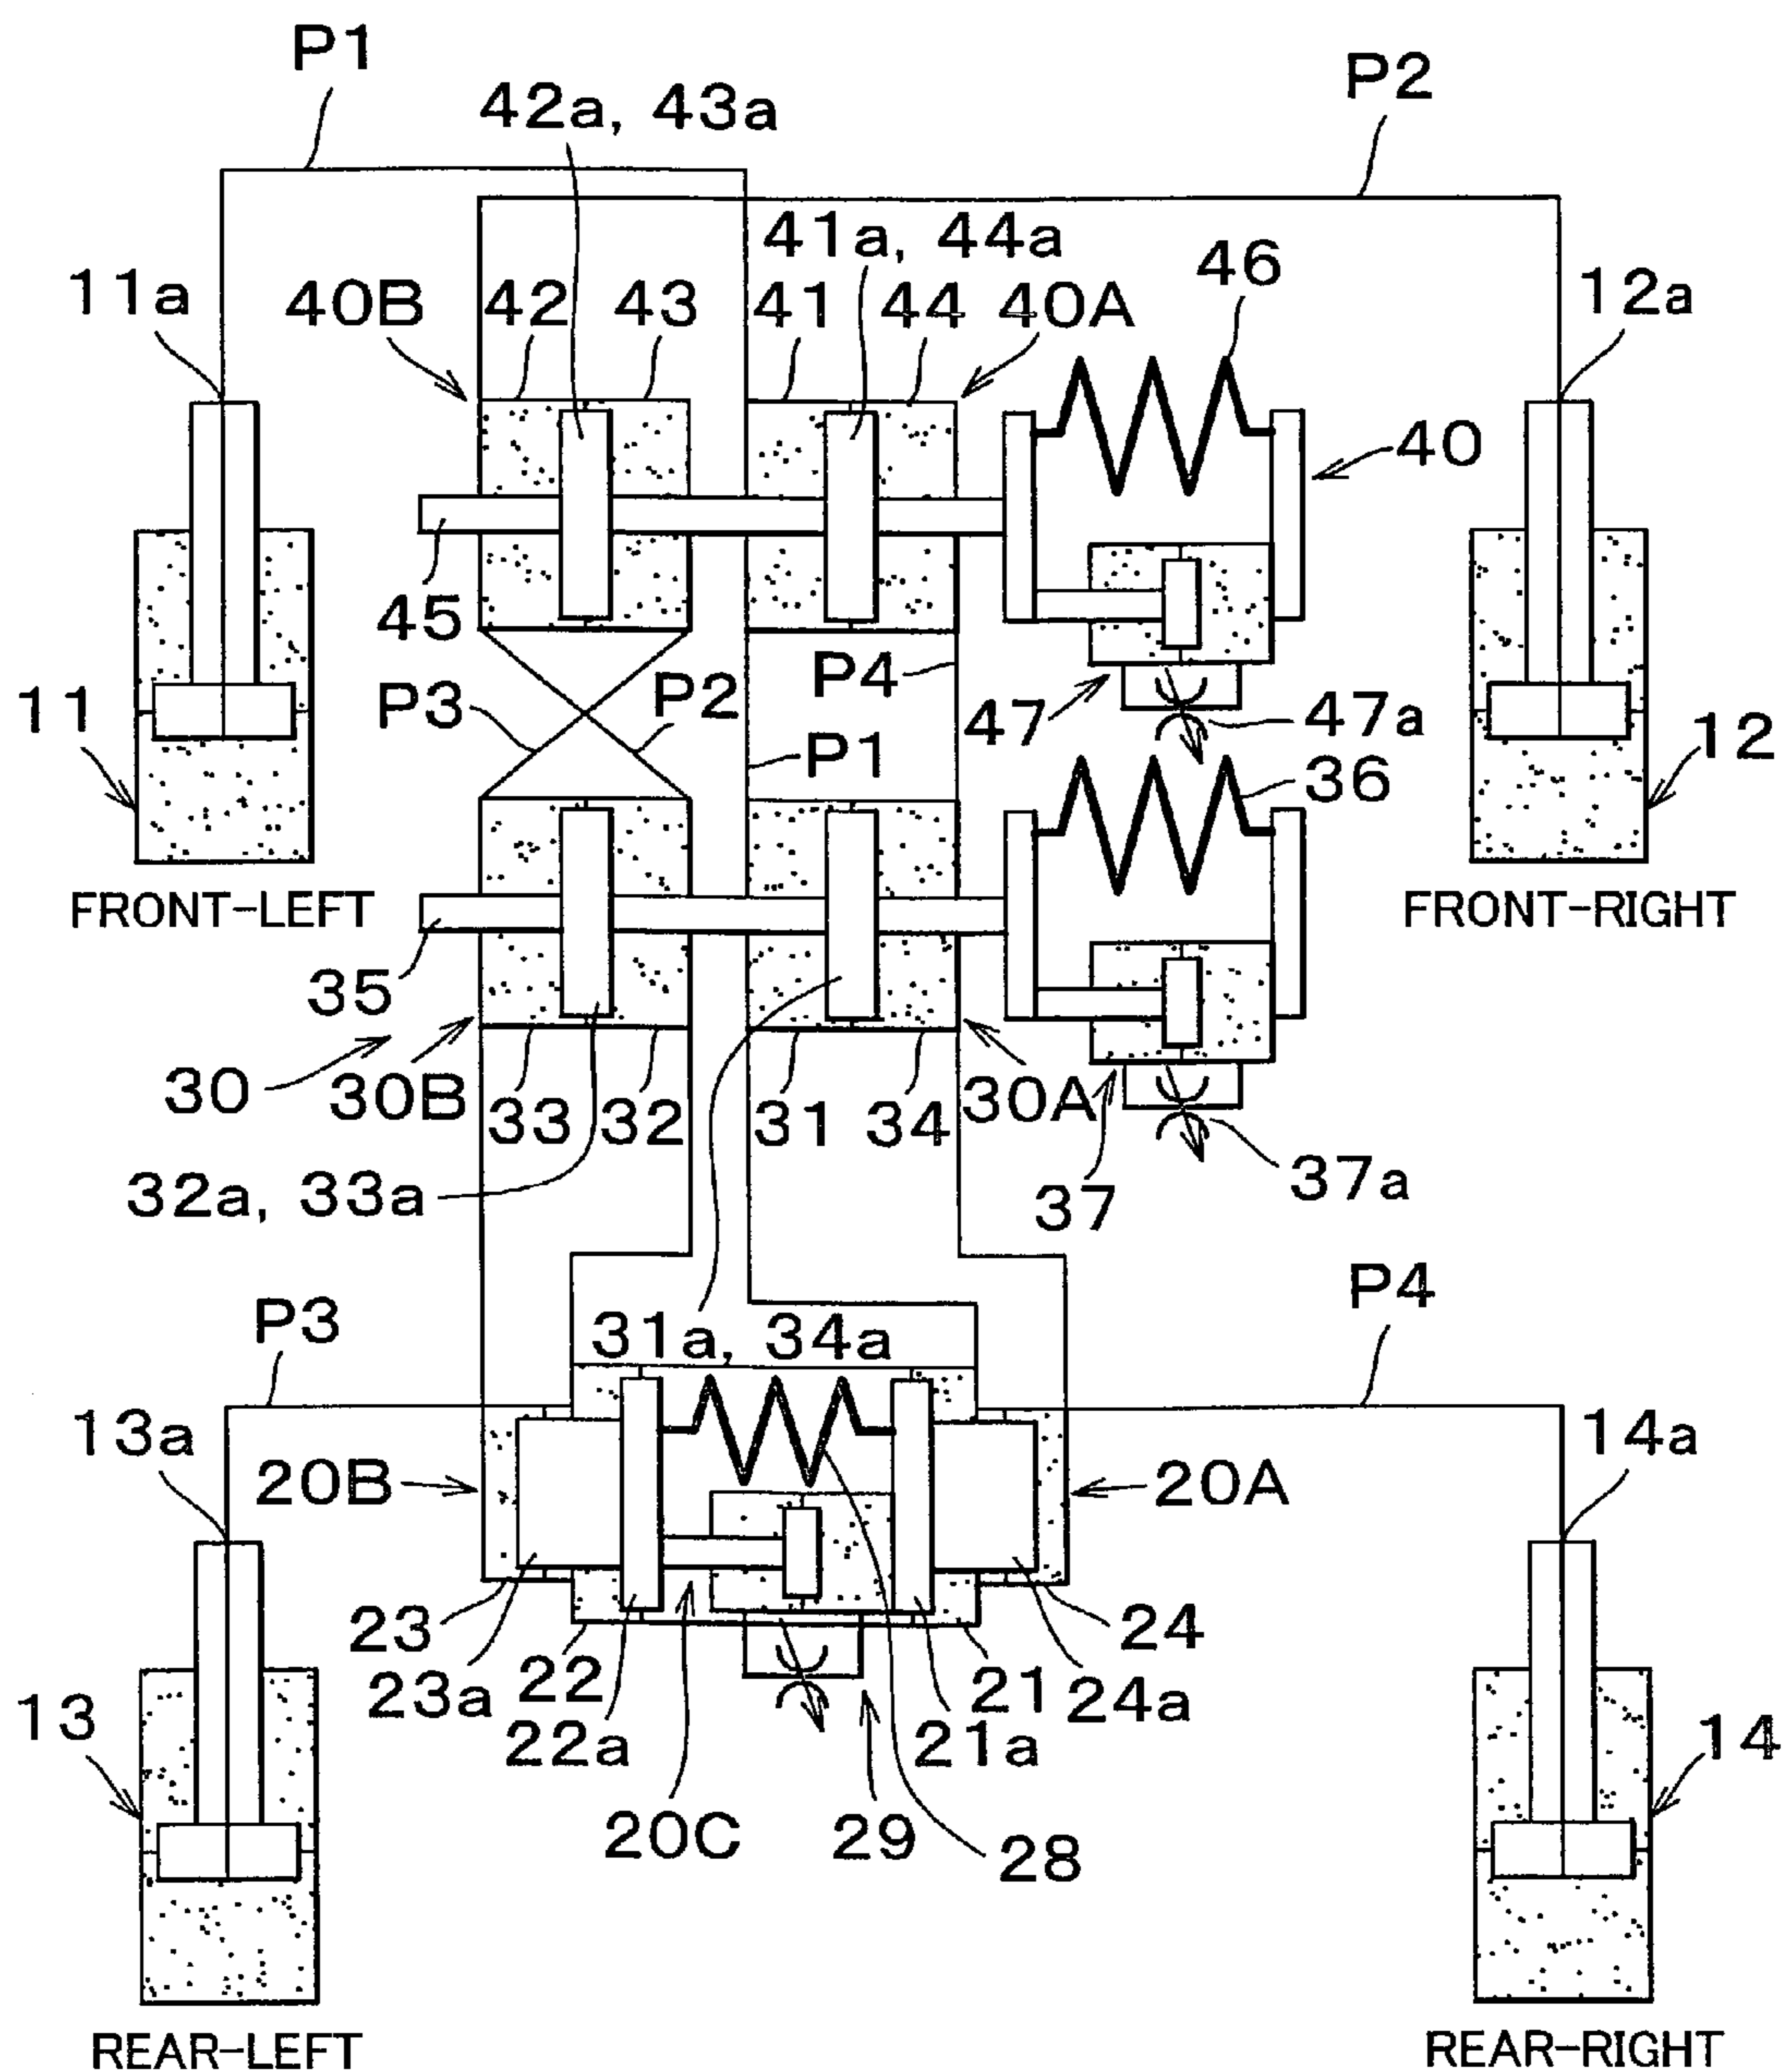 P1
P2
42a, 43a
41a, 44a
46
11a
40B
42
43
41
44
40A
12a
40
45
P3
P2
P4
P1
47
47a
11
12
36
FRONT-LEFT
FRONT-RIGHT
35
30
30B
33
32
31
34
30A
37
37a
32a, 33a
P3
31a, 34a
P4
13a
14a
20B
20A
23
23a
22
22a
21
21a
24
24a
13
14
20C
29
28
REAR-LEFT
REAR-RIGHT